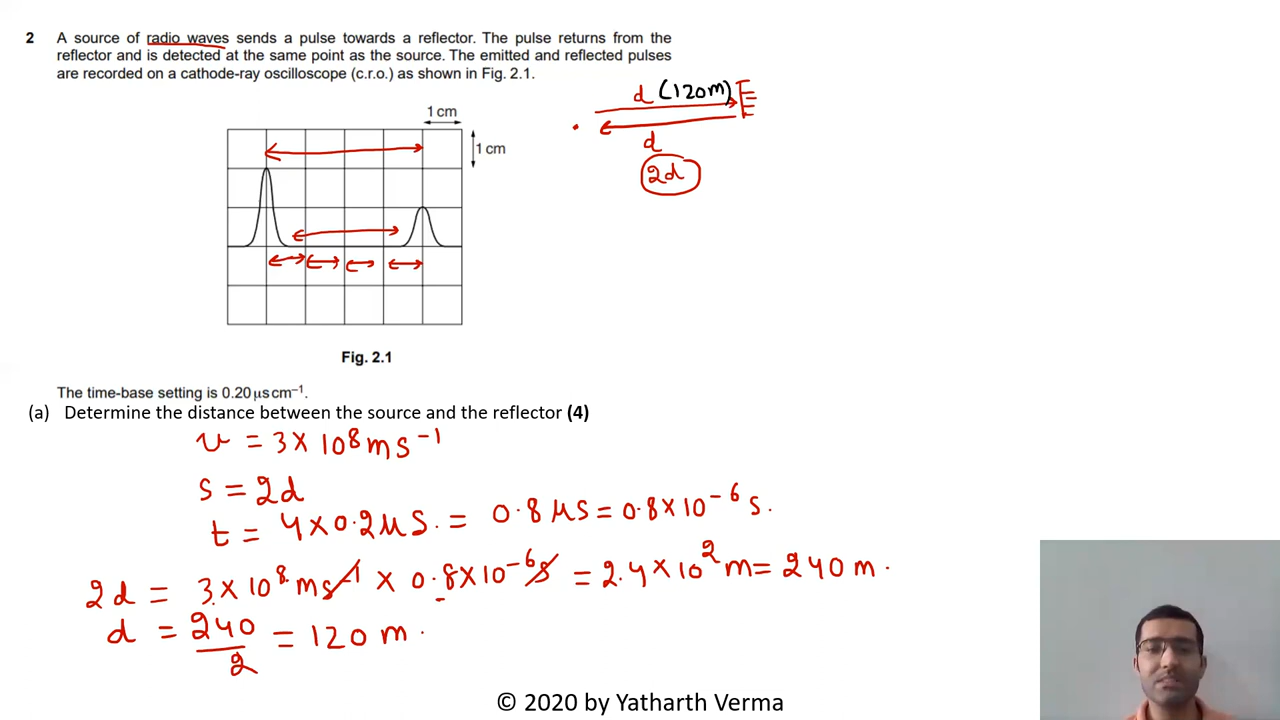 2 A source of radio waves sends a pulse towards a reflector. The pulse returns from the
reflector and is detected at the same point as the source. The emitted and reflected pulses
are recorded on a cathode-ray oscilloscope (c.r.o.) as shown in Fig. 2.1.
d (120m)
d
2d
1 cm
1 cm
Fig. 2.1
The time-base setting is 0.20 μs cm⁻¹.
(a) Determine the distance between the source and the reflector (4)
v = 3 × 10⁸ m s⁻¹
s = 2d
t = 4 × 0.2 μs. = 0.8 μs = 0.8 × 10⁻⁶ s.
2d = 3 × 10⁸ m s⁻¹ × 0.8 × 10⁻⁶ s = 2.4 × 10² m = 240 m.
d = 240/2 = 120 m.
© 2020 by Yatharth Verma